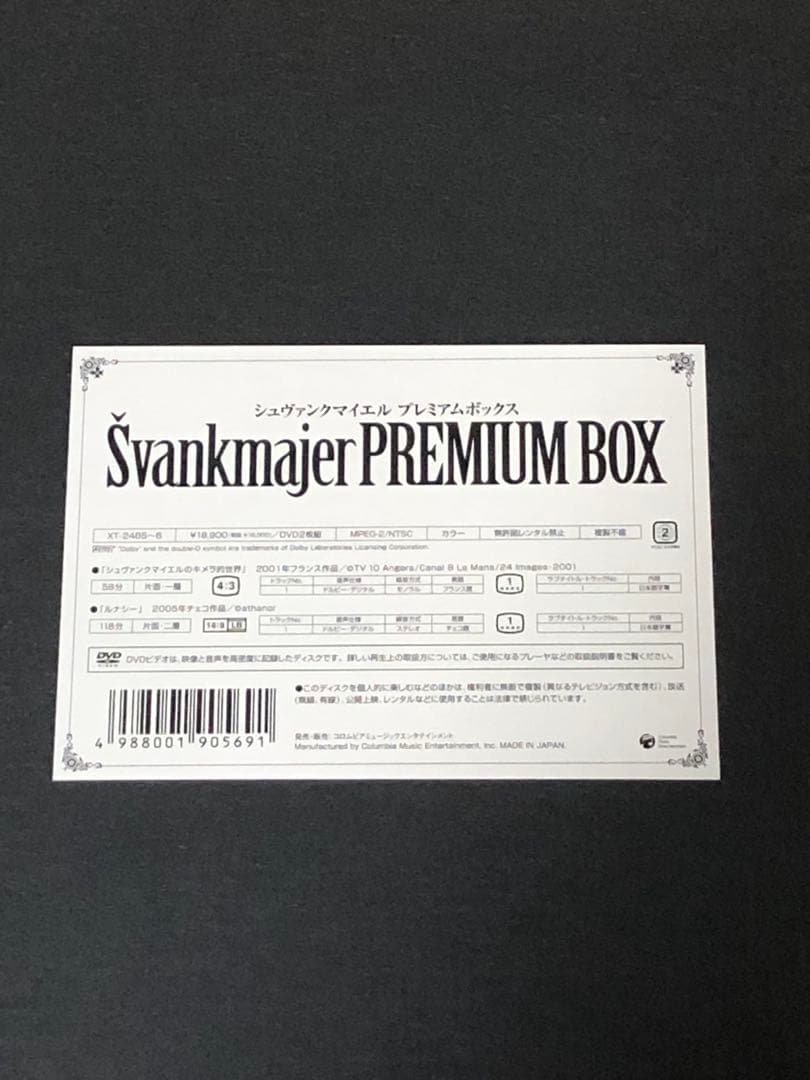 シュヴァンクマイエル プレミアムボックス
Švankmajer PREMIUM BOX
XT-2485〜6 ¥18,900 /DVD2枚組 MPEG-2/NTSC カラー 無許諾レンタル禁止 複製不能 2
"Dolby" and the double-D symbol are trademarks of Dolby Laboratories Licensing Corporation.
●「シュヴァンクマイエルのキメラ的世界」 2001年フランス作品/©TV 10 Angers/Canal 8 Le Mans/24 Images-2001
58分 片面・一層 4:3 トラックNo. 音声仕様 録音方式 言語 1 サブタイトル・トラックNo. 内容
1 ドルビー・デジタル モノラル フランス語 1 日本語字幕
●「ルナシー」 2005年チェコ作品/©athanor
118分 片面・二層 16:9 LB トラックNo. 音声仕様 録音方式 言語 1 サブタイトル・トラックNo. 内容
1 ドルビー・デジタル ステレオ チェコ語 1 日本語字幕
DVD VIDEO DVDビデオは、映像と音声を高密度に記録したディスクです。詳しい再生上の取扱方については、ご使用になるプレーヤなどの取扱説明書をご覧ください。
●このディスクを個人的に楽しむなどのほかは、権利者に無断で複製(異なるテレビジョン方式を含む)、放送
(無線、有線)、公開上映、レンタルなどに使用することは法律で禁じられています。
4 988001 905691
発売・販売: コロムビアミュージックエンタテインメント
Manufactured by Columbia Music Entertainment, Inc. MADE IN JAPAN.